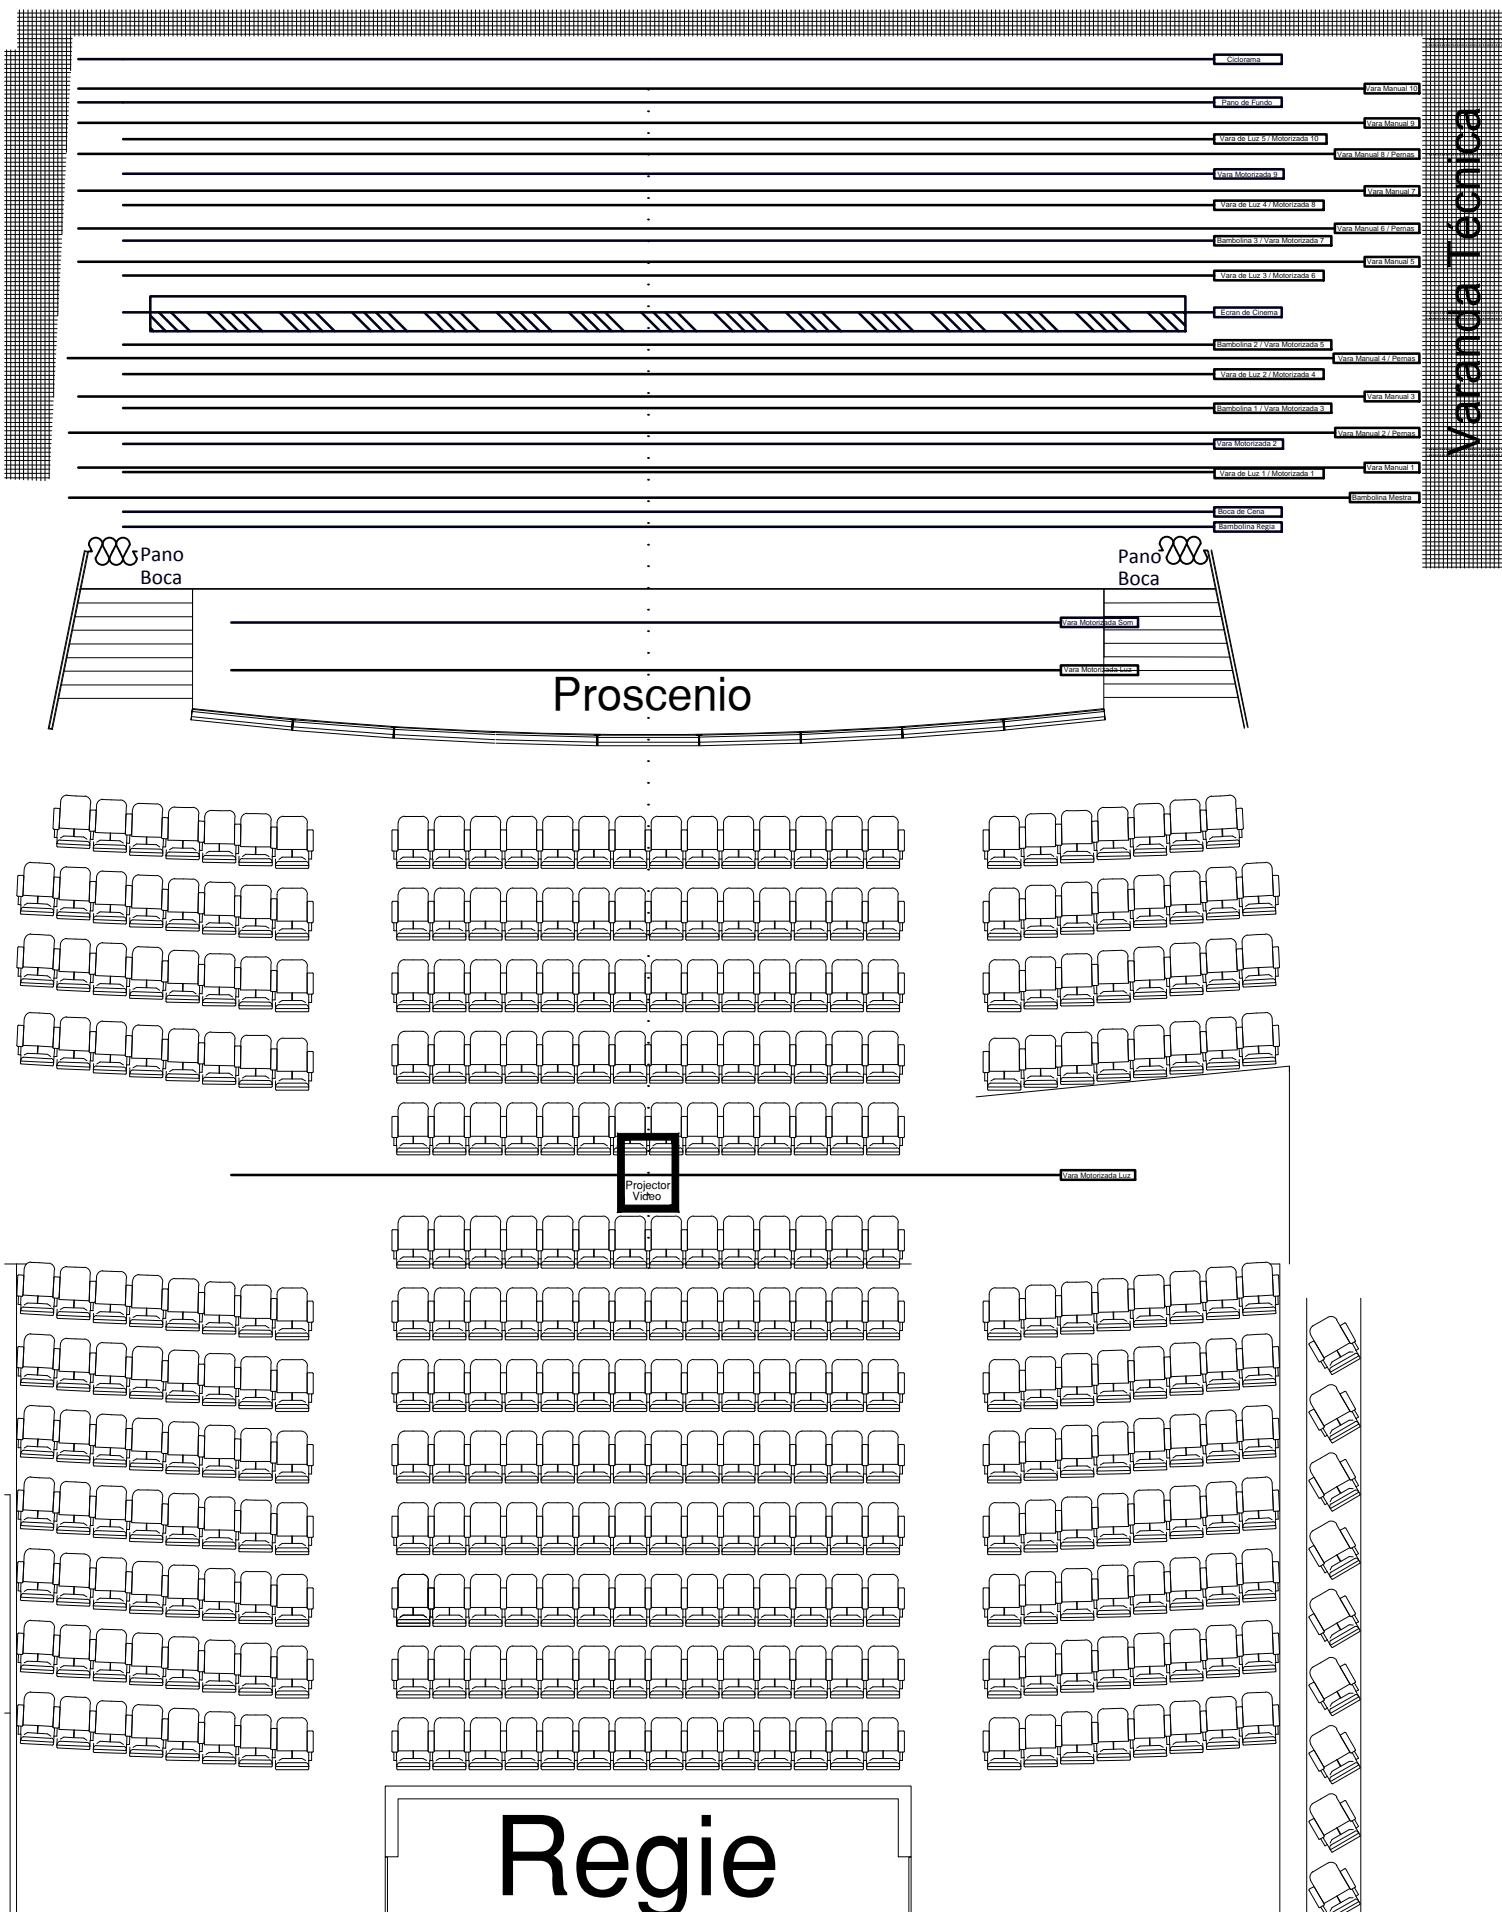 Ciclorama
Vara Manual 10
Pano de Fundo
Vara Manual 9
Vara de Luz 5 / Motorizada 10
Vara Manual 8 / Pernas
Vara Motorizada 9
Vara Manual 7
Vara de Luz 4 / Motorizada 8
Vara Manual 6 / Pernas
Bambolina 3 / Vara Motorizada 7
Vara Manual 5
Vara de Luz 3 / Motorizada 6
Ecran de Cinema
Bambolina 2 / Vara Motorizada 5
Vara Manual 4 / Pernas
Vara de Luz 2 / Motorizada 4
Vara Manual 3
Bambolina 1 / Vara Motorizada 3
Vara Manual 2 / Pernas
Vara Motorizada 2
Vara Manual 1
Vara de Luz 1 / Motorizada 1
Bambolina Mestra
Boca de Cena
Bambolina Regia
Varanda Técnica
Pano
Boca
Pano
Boca
Vara Motorizada Som
Vara Motorizada Luz
Proscenio
Vara Motorizada Luz
Projector
Video
Regie